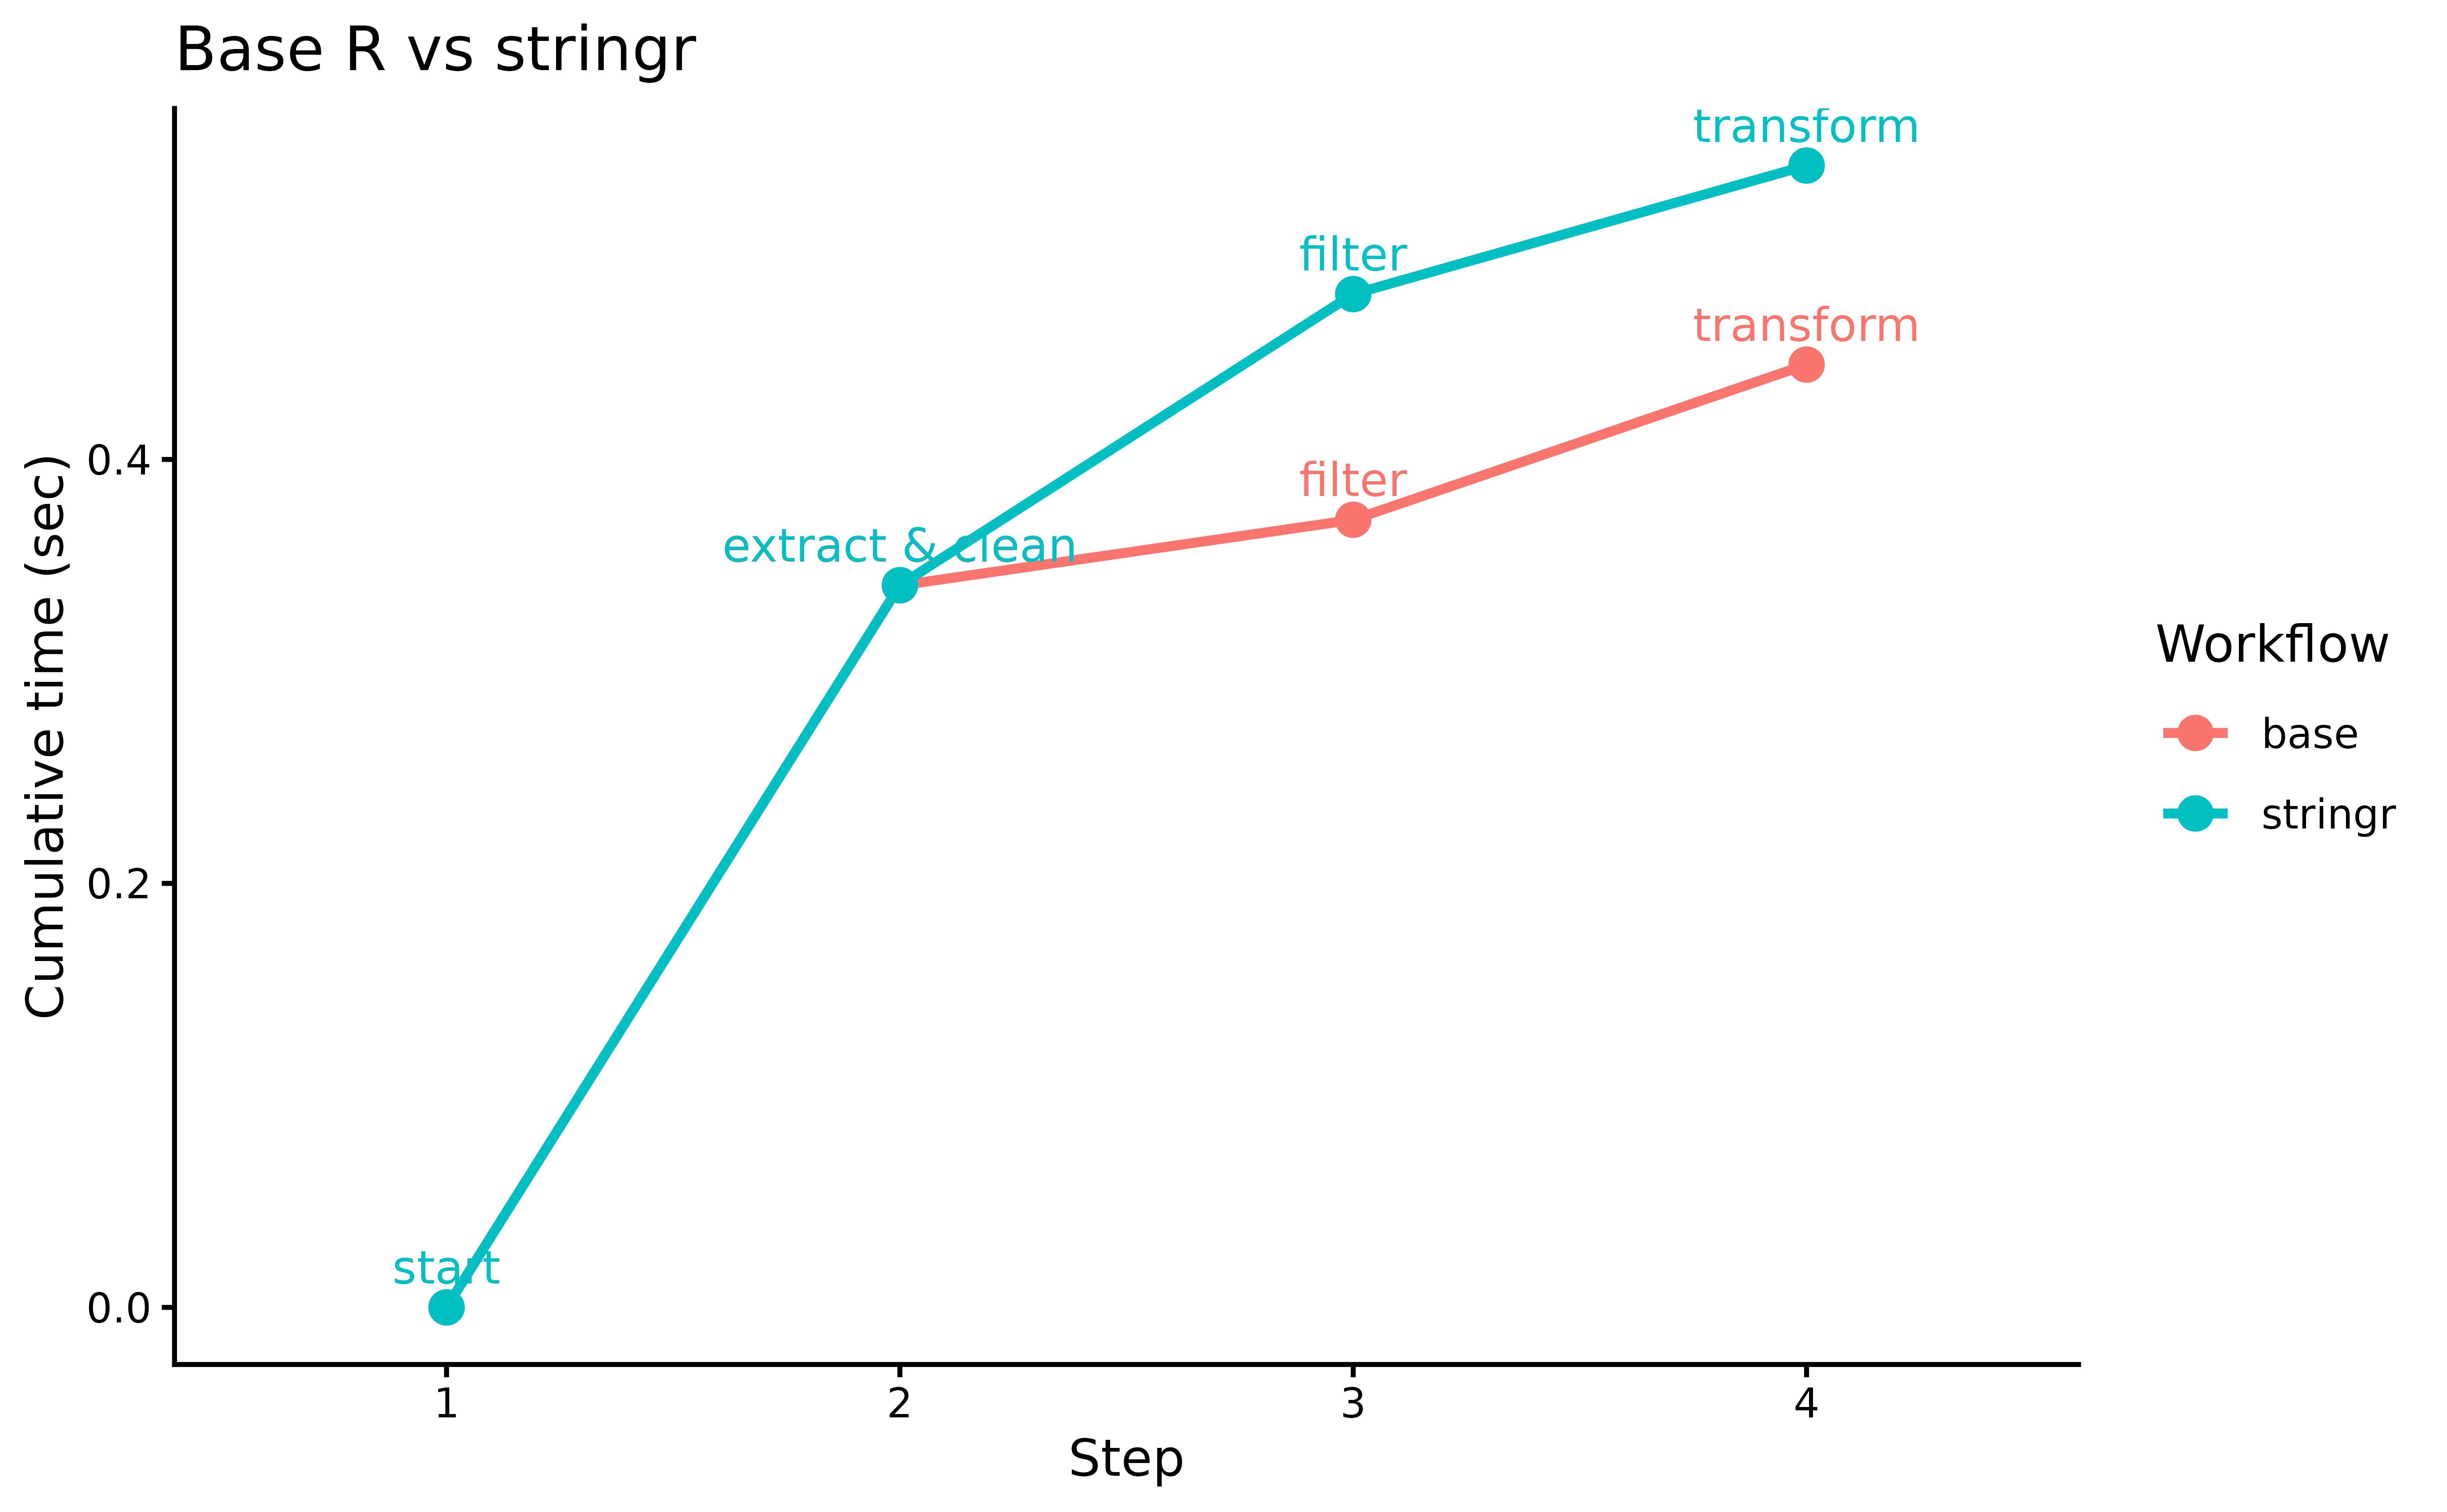 Base R vs stringr
Cumulative time (sec)
0.4
0.2
0.0
transform
filter
transform
filter
extract & clean
start
1
2
3
4
Step
Workflow
base
stringr